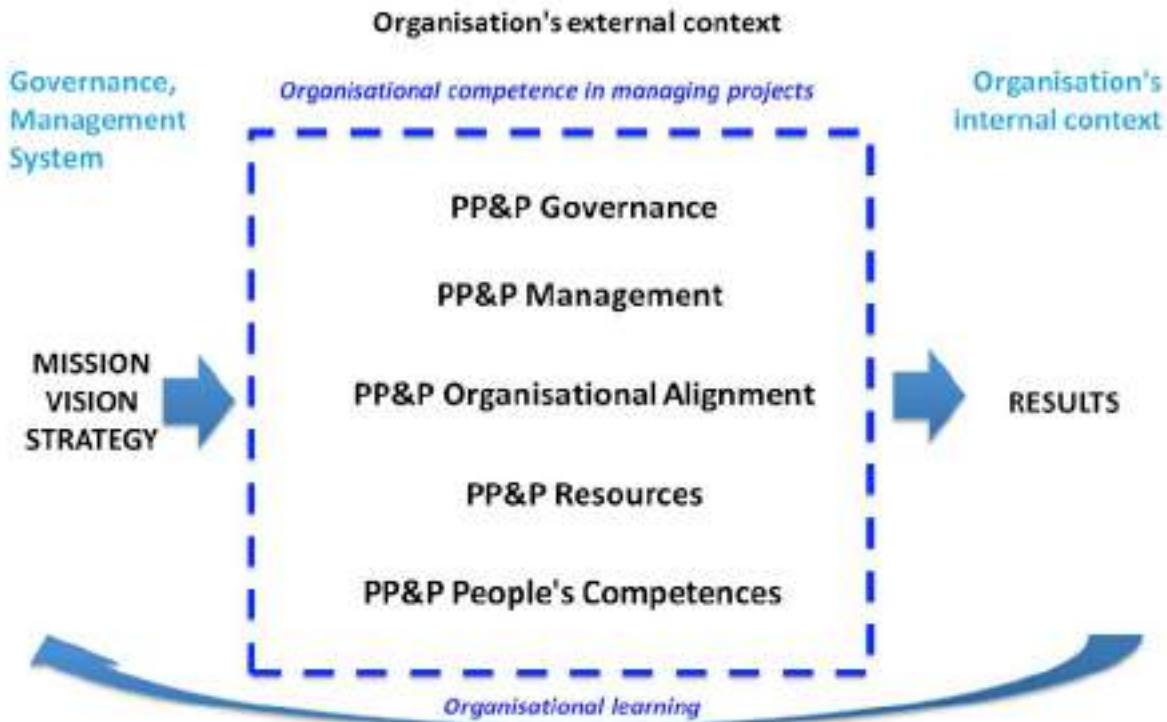 Organisation's external context
Governance,
Management
System
Organisational competence in managing projects
Organisation's
internal context
PP&P Governance
PP&P Management
MISSION
VISION
STRATEGY
PP&P Organisational Alignment
RESULTS
PP&P Resources
PP&P People's Competences
Organisational learning